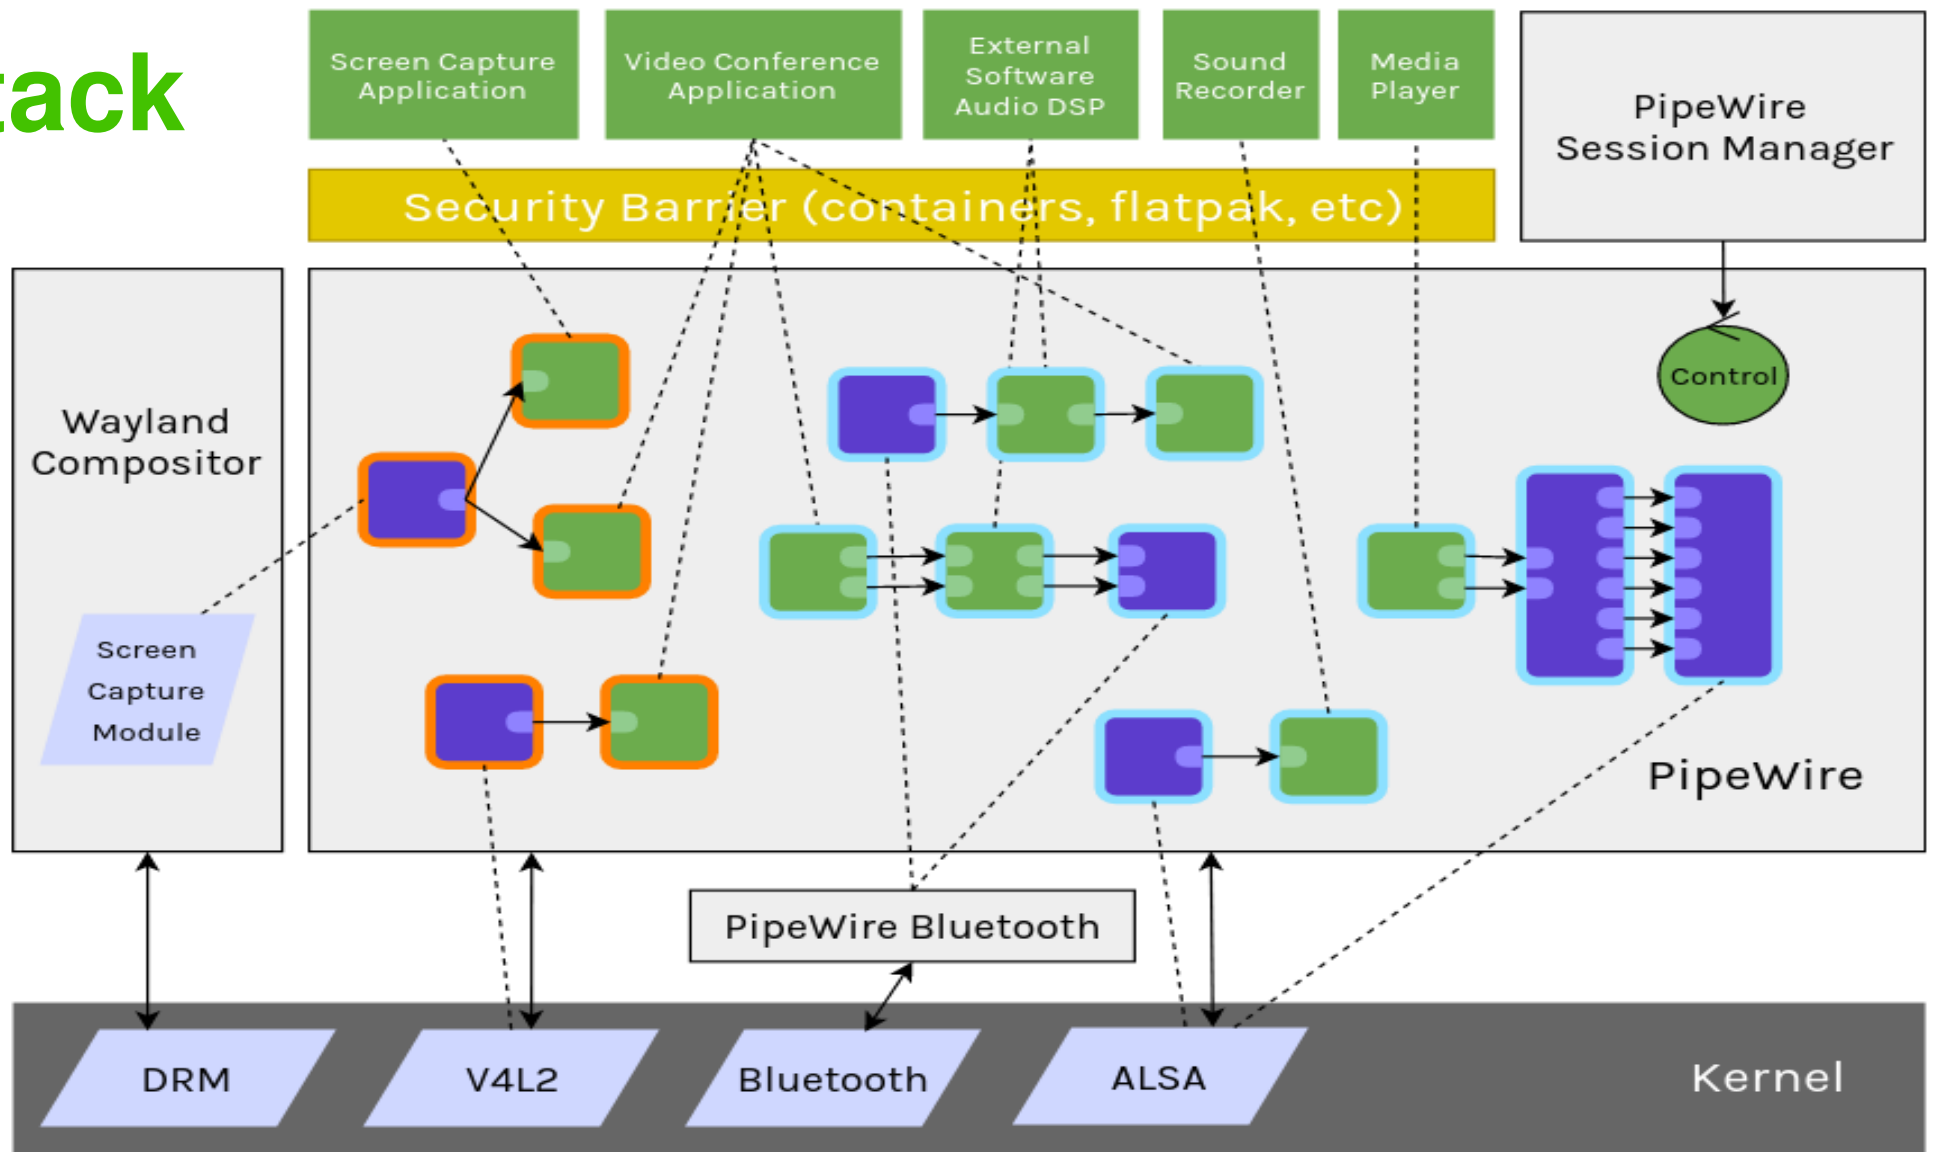 tack
Screen Capture
Application
Video Conference
Application
External
Software
Audio DSP
Sound
Recorder
Media
Player
PipeWire
Session Manager
Security Barrier (containers, flatpak, etc)
Wayland
Compositor
Control
Screen
Capture
Module
PipeWire
PipeWire Bluetooth
DRM
V4L2
Bluetooth
ALSA
Kernel